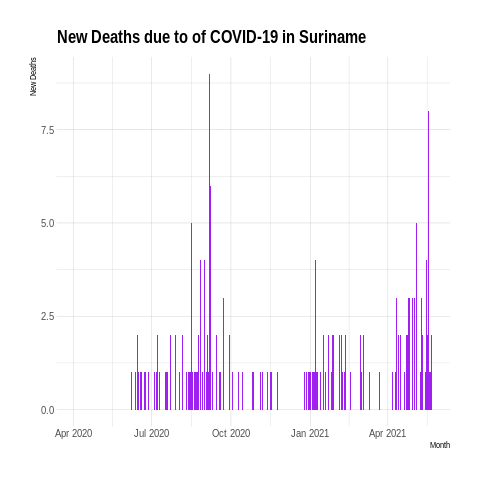 New Deaths due to of COVID-19 in Suriname
New Deaths
7.5
5.0
2.5
0.0
Apr 2020 Jul 2020 Oct 2020 Jan 2021 Apr 2021
Month